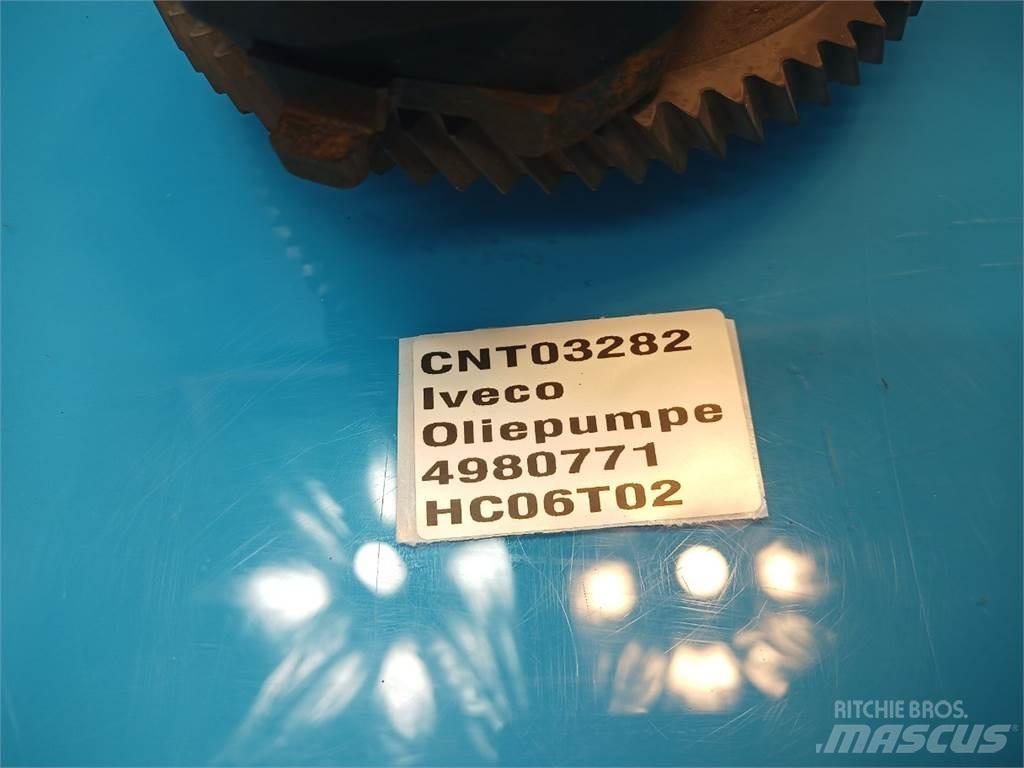 CNT03282
Iveco
Oliepumpe
4980771
HC06T02
RITCHIE BROS.
MASCUS